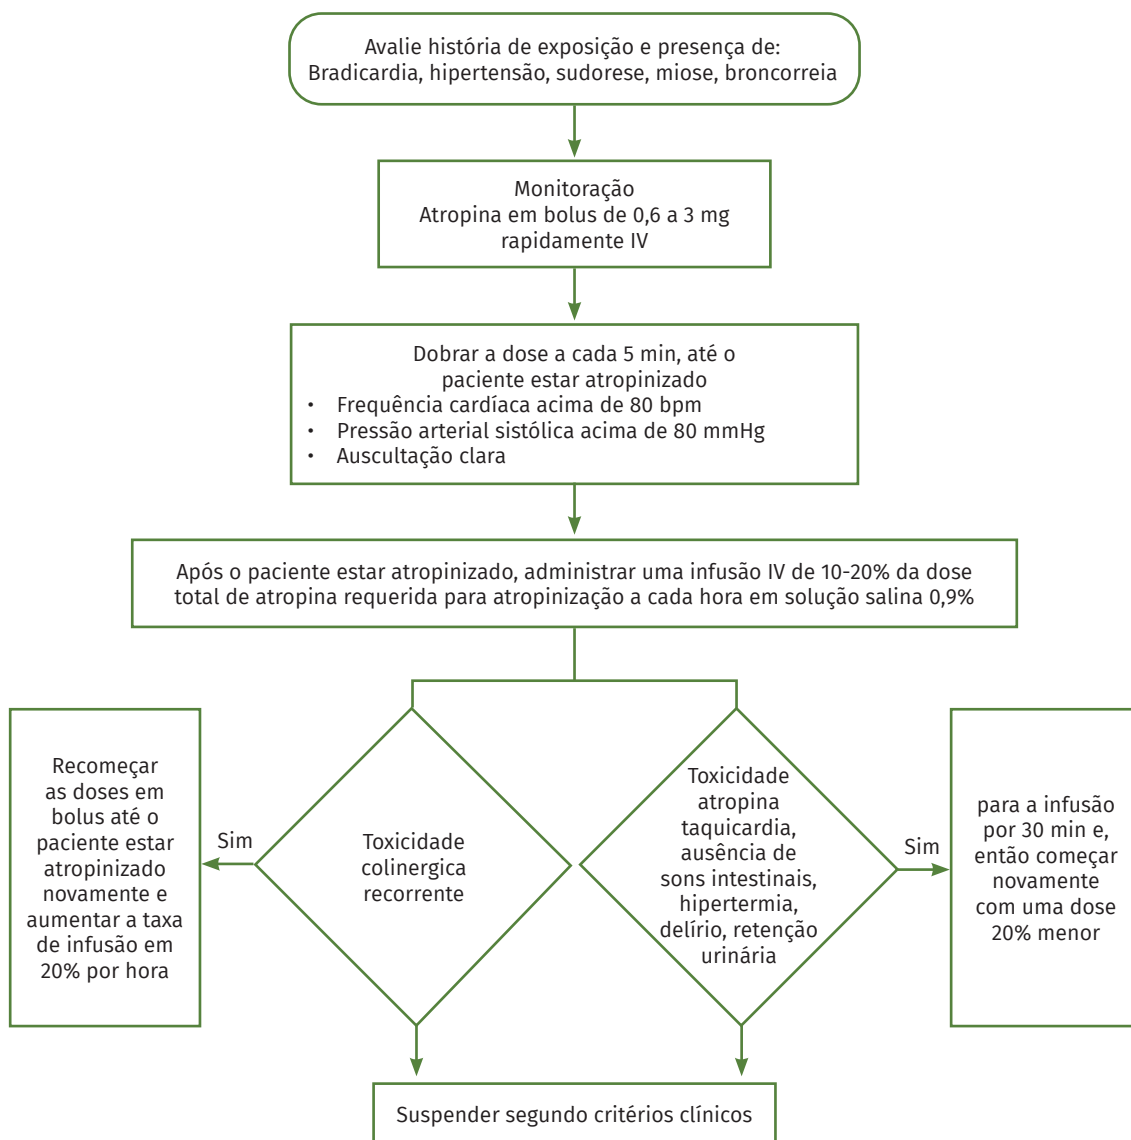 Avalie história de exposição e presença de:
Bradicardia, hipertensão, sudorese, miose, broncorreia
Monitoração
Atropina em bolus de 0,6 a 3 mg
rapidamente IV
Dobrar a dose a cada 5 min, até o
paciente estar atropinizado
• Frequência cardíaca acima de 80 bpm
• Pressão arterial sistólica acima de 80 mmHg
• Auscultação clara
Após o paciente estar atropinizado, administrar uma infusão IV de 10-20% da dose
total de atropina requerida para atropinização a cada hora em solução salina 0,9%
Recomeçar
as doses em
bolus até o
paciente estar
atropinizado
novamente e
aumentar a taxa
de infusão em
20% por hora
Sim
Toxicidade
colinergica
recorrente
Toxicidade
atropina
taquicardia,
ausência de
sons intestinais,
hipertermia,
delírio, retenção
urinária
Sim
para a infusão
por 30 min e,
então começar
novamente
com uma dose
20% menor
Suspender segundo critérios clínicos